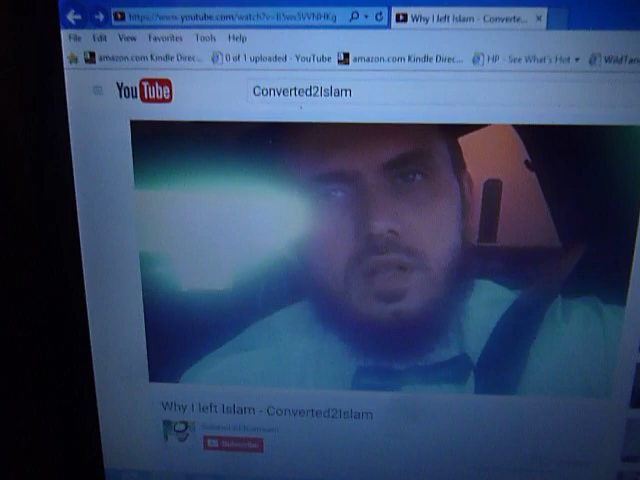 Why I left Islam - Converte...
File Edit View Favorites Tools Help
amazon.com Kindle Direc... 0 of 1 uploaded - YouTube amazon.com Kindle Direc... HP - See What's Hot
YouTube
Converted2Islam
Why I left Islam - Converted2Islam
Subscribe